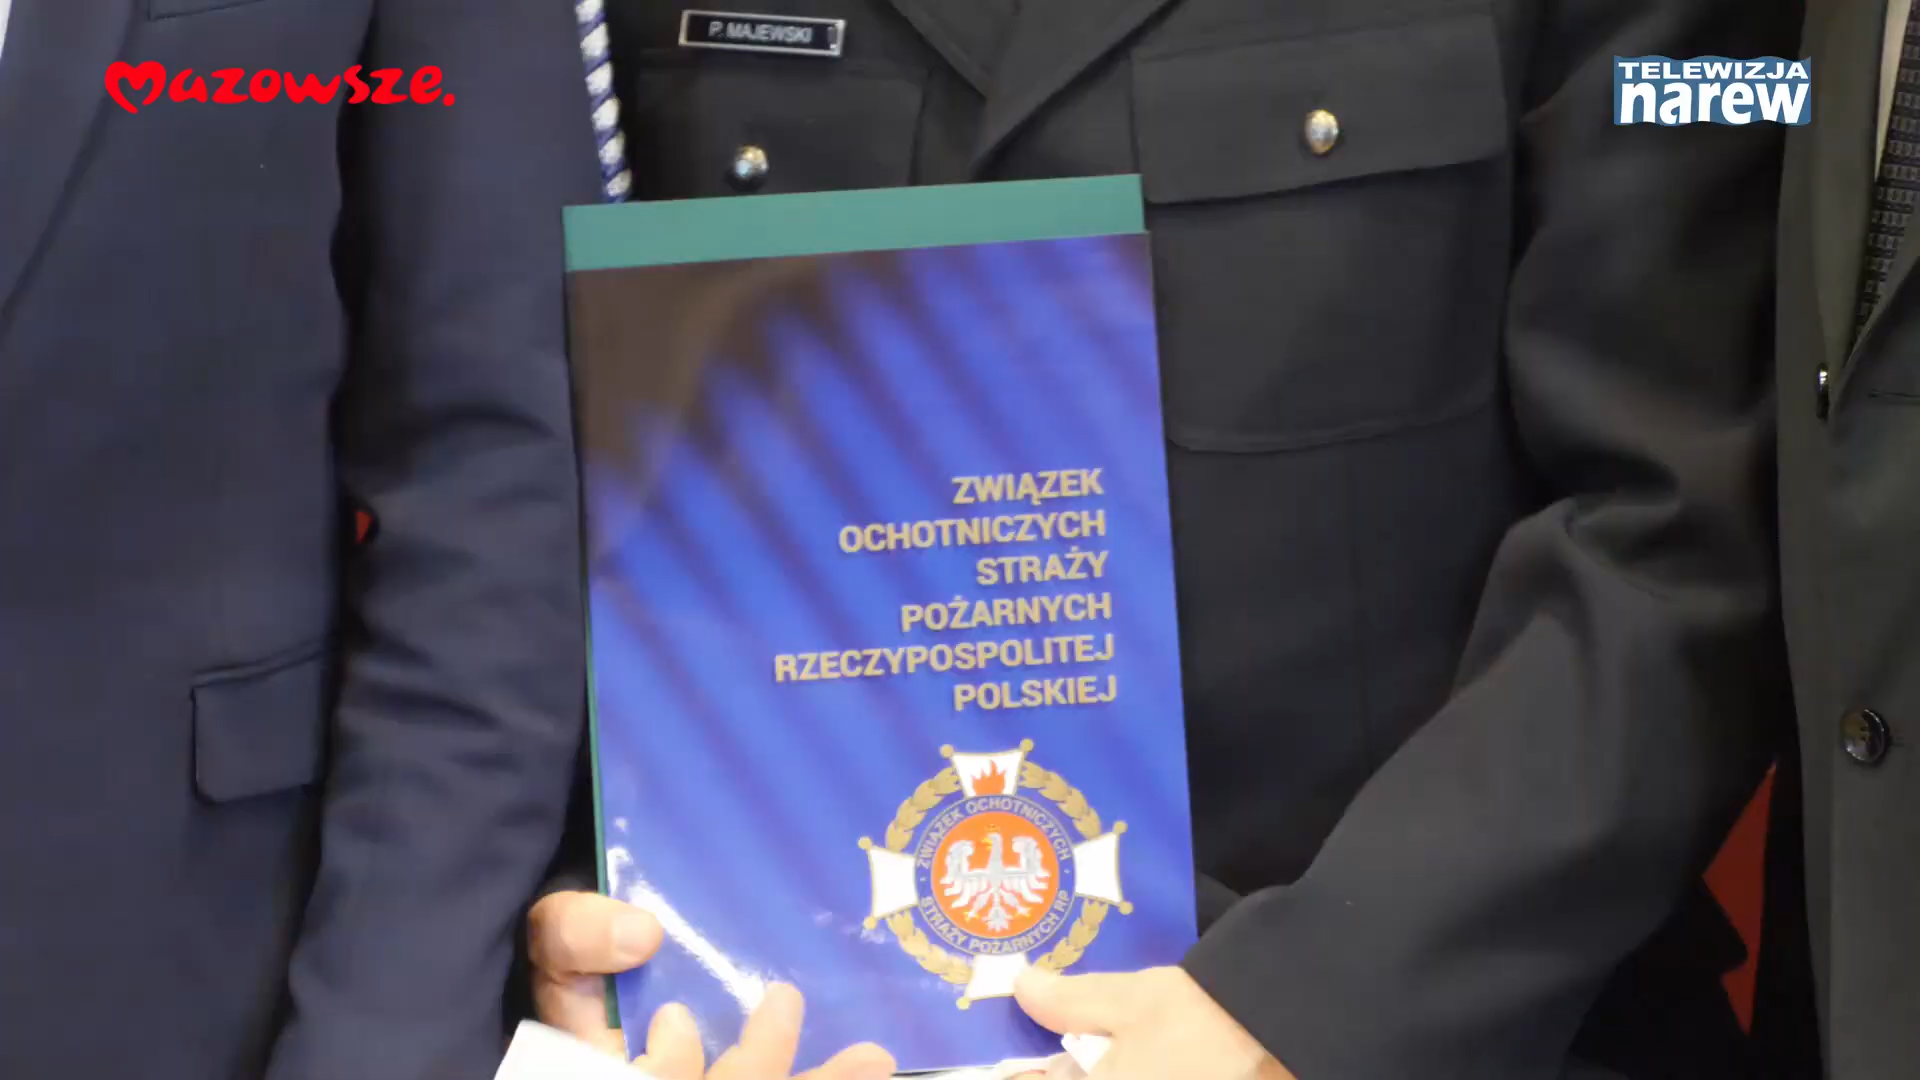 P. MAJEWSKI
Mazowsze.
TELEWIZJA
narew
ZWIĄZEK
OCHOTNICZYCH
STRAŻY
POŻARNYCH
RZECZYPOSPOLITEJ
POLSKIEJ
ZWIĄZEK OCHOTNICZYCH
STRAŻY POŻARNYCH RP